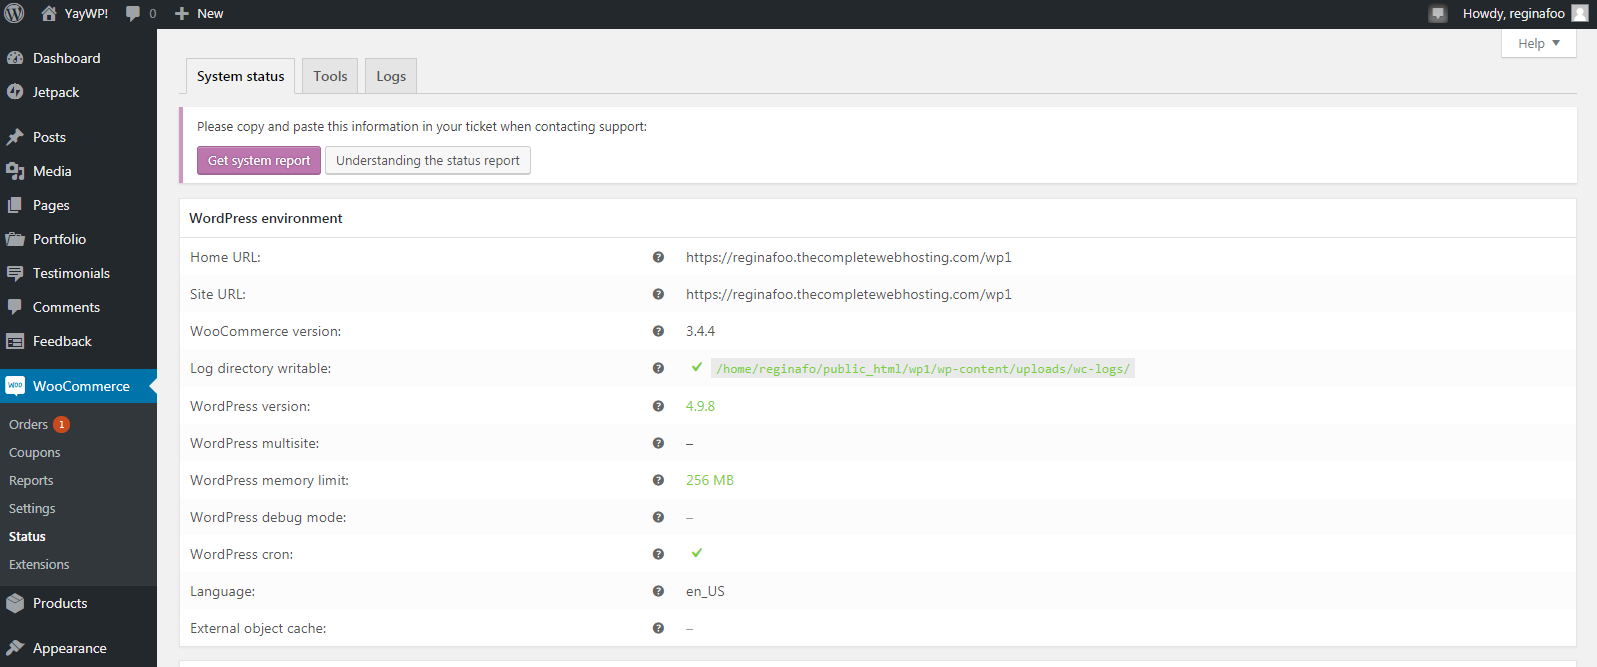 YayWP! 0 New Howdy, reginafoo
Help
Dashboard
Jetpack
Posts
Media
Pages
Portfolio
Testimonials
Comments
Feedback
woo WooCommerce
Orders 1
Coupons
Reports
Settings
Status
Extensions
Products
Appearance
System status Tools Logs
Please copy and paste this information in your ticket when contacting support:
Get system report Understanding the status report
WordPress environment
Home URL: ? https://reginafoo.thecompletewebhosting.com/wp1
Site URL: ? https://reginafoo.thecompletewebhosting.com/wp1
WooCommerce version: ? 3.4.4
Log directory writable: ? ✔ /home/reginafo/public_html/wp1/wp-content/uploads/wc-logs/
WordPress version: ? 4.9.8
WordPress multisite: ? –
WordPress memory limit: ? 256 MB
WordPress debug mode: ? –
WordPress cron: ? ✔
Language: ? en_US
External object cache: ? –